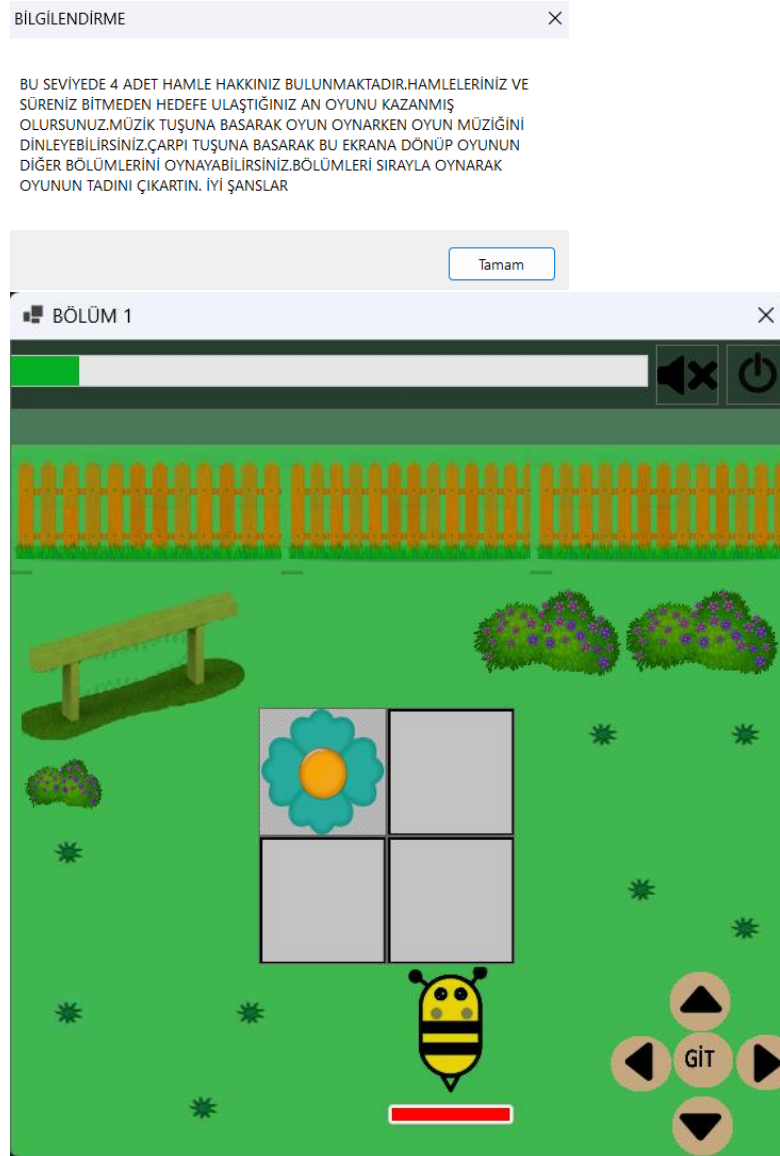 BİLGİLENDİRME
BU SEVİYEDE 4 ADET HAMLE HAKKINIZ BULUNMAKTADIR.HAMLELERİNİZ VE
SÜRENİZ BİTMEDEN HEDEFE ULAŞTIĞINIZ AN OYUNU KAZANMIŞ
OLURSUNUZ.MÜZİK TUŞUNA BASARAK OYUN OYNARKEN OYUN MÜZİĞİNİ
DİNLEYEBİLİRSİNİZ.ÇARPI TUŞUNA BASARAK BU EKRANA DÖNÜP OYUNUN
DİĞER BÖLÜMLERİNİ OYNAYABİLİRSİNİZ.BÖLÜMLERİ SIRAYLA OYNARAK
OYUNUN TADINI ÇIKARTIN. İYİ ŞANSLAR
Tamam
BÖLÜM 1
GİT